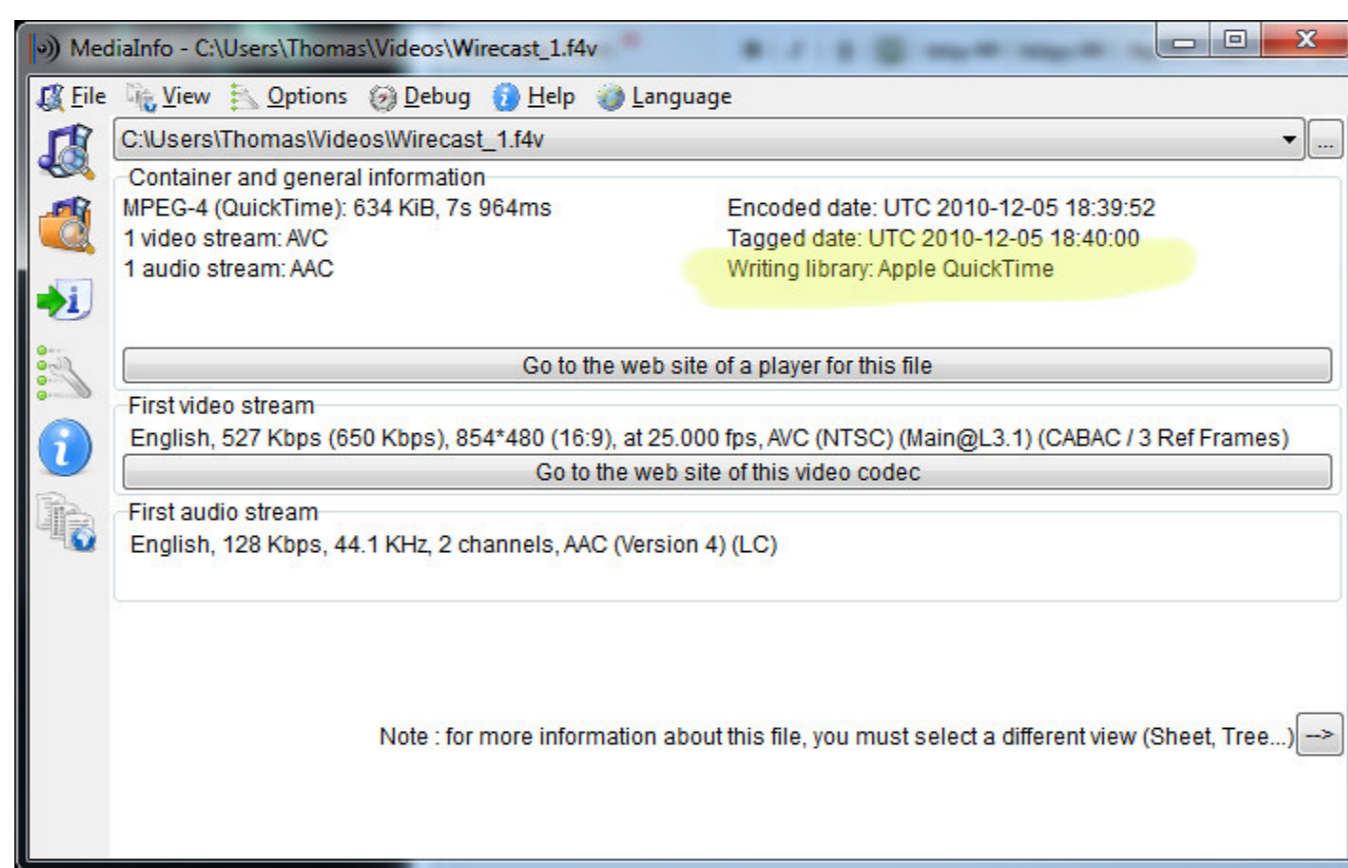 MediaInfo - C:\Users\Thomas\Videos\Wirecast_1.f4v
File View Options Debug Help Language
C:\Users\Thomas\Videos\Wirecast_1.f4v ...
Container and general information
MPEG-4 (QuickTime): 634 KiB, 7s 964ms
1 video stream: AVC
1 audio stream: AAC
Encoded date: UTC 2010-12-05 18:39:52
Tagged date: UTC 2010-12-05 18:40:00
Writing library: Apple QuickTime
Go to the web site of a player for this file
First video stream
English, 527 Kbps (650 Kbps), 854*480 (16:9), at 25.000 fps, AVC (NTSC) (Main@L3.1) (CABAC / 3 Ref Frames)
Go to the web site of this video codec
First audio stream
English, 128 Kbps, 44.1 KHz, 2 channels, AAC (Version 4) (LC)
Note : for more information about this file, you must select a different view (Sheet, Tree...) -->